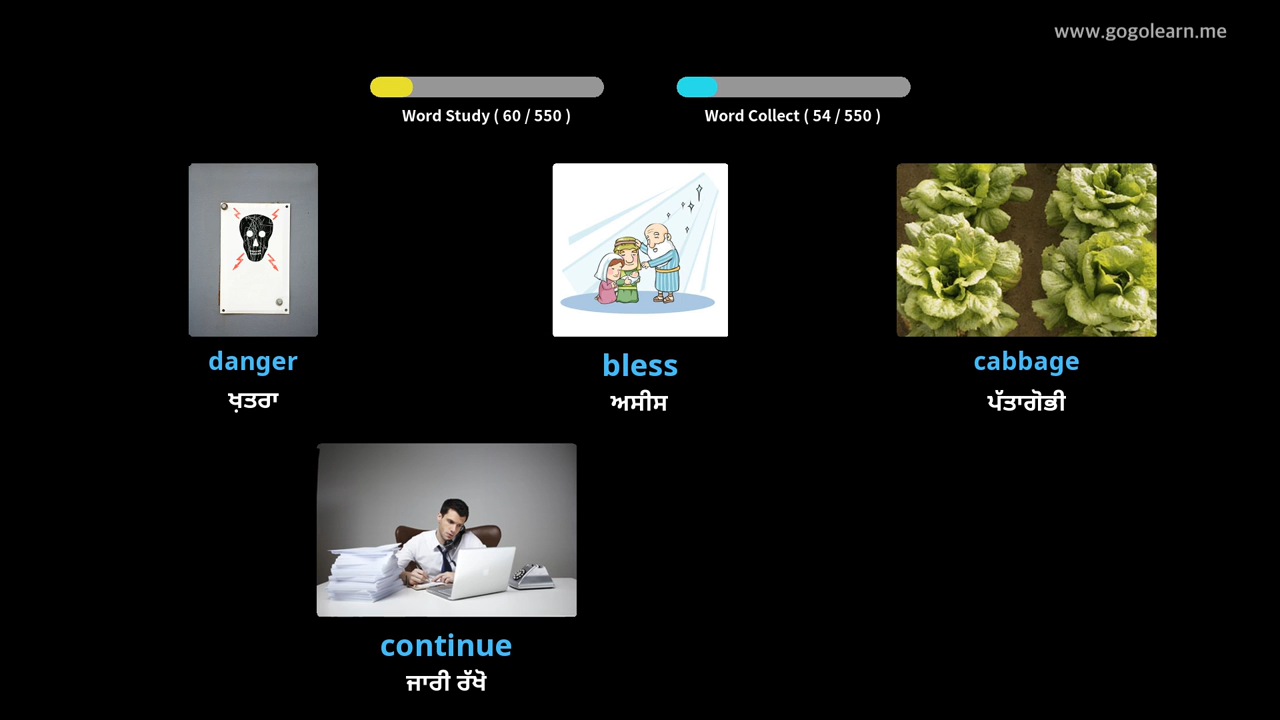 www.gogolearn.me
Word Study ( 60 / 550 )
Word Collect ( 54 / 550 )
danger
ਖ਼ਤਰਾ
bless
ਅਸੀਸ
cabbage
ਪੱਤਾਗੋਭੀ
continue
ਜਾਰੀ ਰੱਖੋ